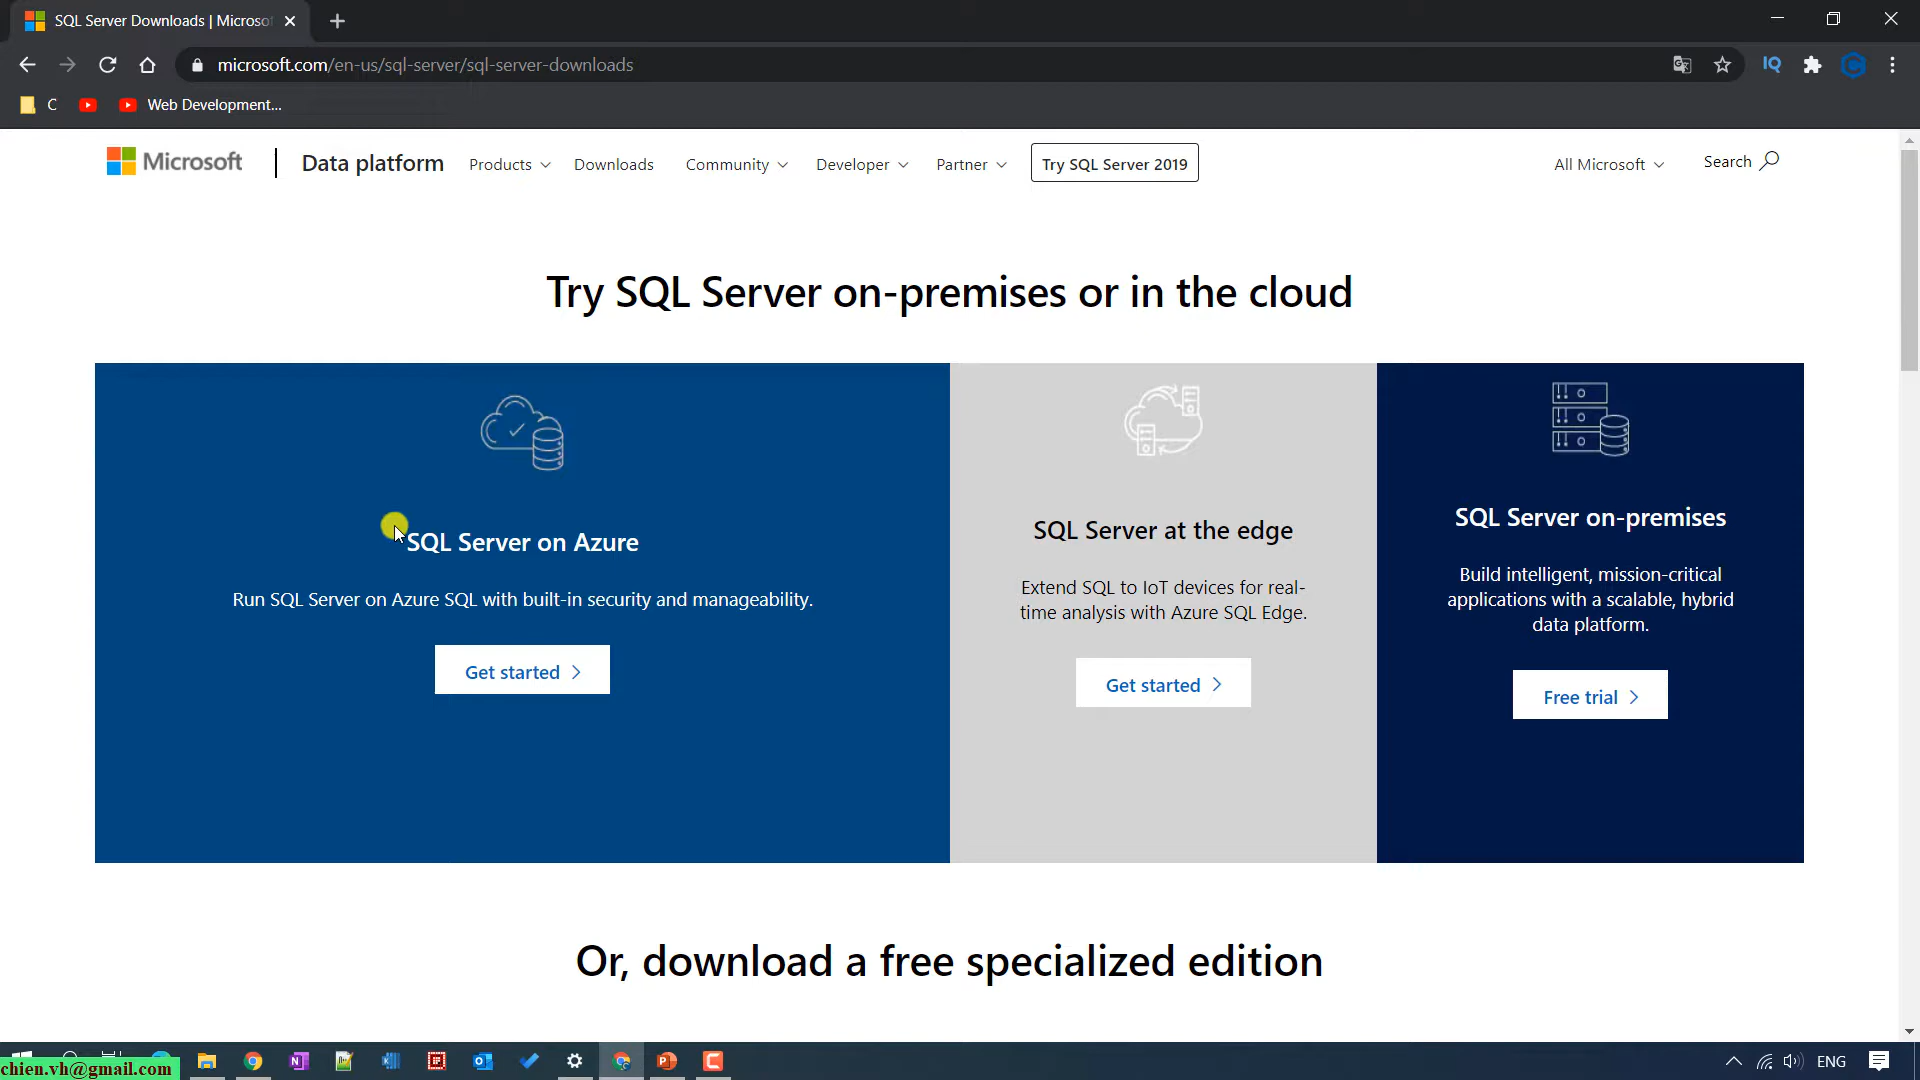 SQL Server Downloads | Microso
microsoft.com/en-us/sql-server/sql-server-downloads
IQ
C
Web Development...
Microsoft
Data platform
Products
Downloads
Community
Developer
Partner
Try SQL Server 2019
All Microsoft
Search
Try SQL Server on-premises or in the cloud
SQL Server on Azure
Run SQL Server on Azure SQL with built-in security and manageability.
Get started
SQL Server at the edge
Extend SQL to IoT devices for real-
time analysis with Azure SQL Edge.
Get started
SQL Server on-premises
Build intelligent, mission-critical
applications with a scalable, hybrid
data platform.
Free trial
Or, download a free specialized edition
chien.vh@gmail.com
ENG